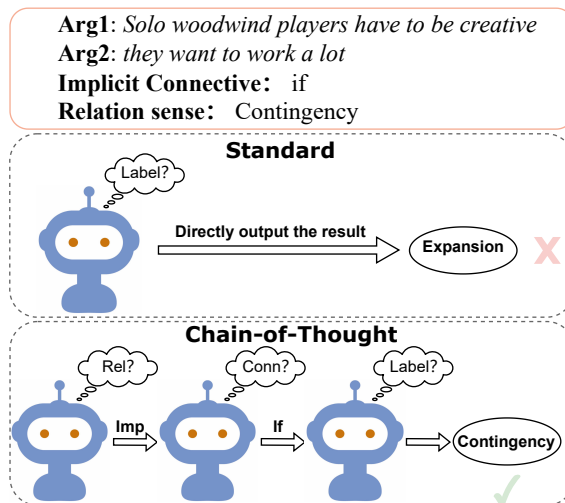 Arg1: Solo woodwind players have to be creative
Arg2: they want to work a lot
Implicit Connective： if
Relation sense： Contingency
Standard
Label?
Directly output the result
Expansion
X
Chain-of-Thought
Rel?
Conn?
Label?
Imp
If
Contingency
✓